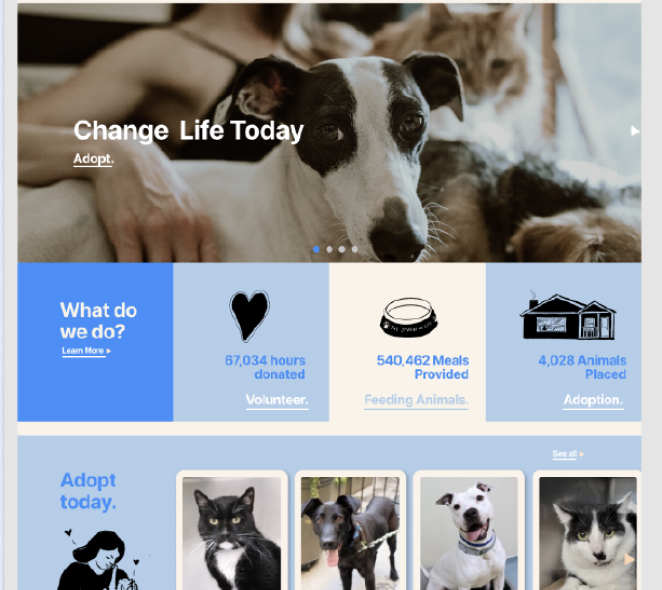 Change Life Today
Adopt.
What do
we do?
Learn More
67,034 hours
donated
Volunteer.
540,462 Meals
Provided
Feeding Animals.
4,028 Animals
Placed
Adoption.
See all
Adopt
today.